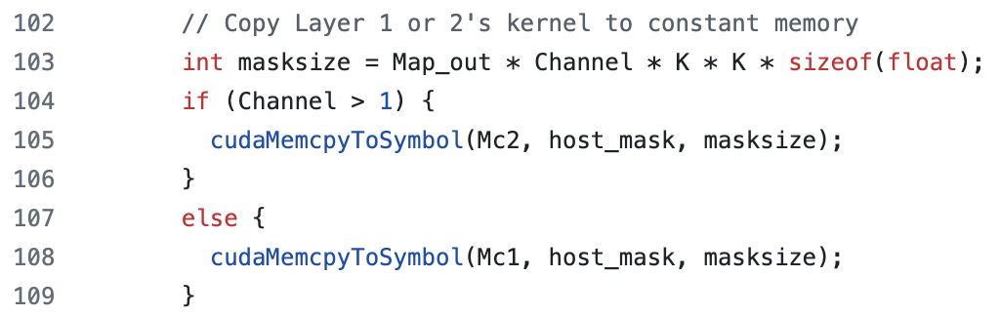 102 // Copy Layer 1 or 2's kernel to constant memory
103 int masksize = Map_out * Channel * K * K * sizeof(float);
104 if (Channel > 1) {
105 cudaMemcpyToSymbol(Mc2, host_mask, masksize);
106 }
107 else {
108 cudaMemcpyToSymbol(Mc1, host_mask, masksize);
109 }